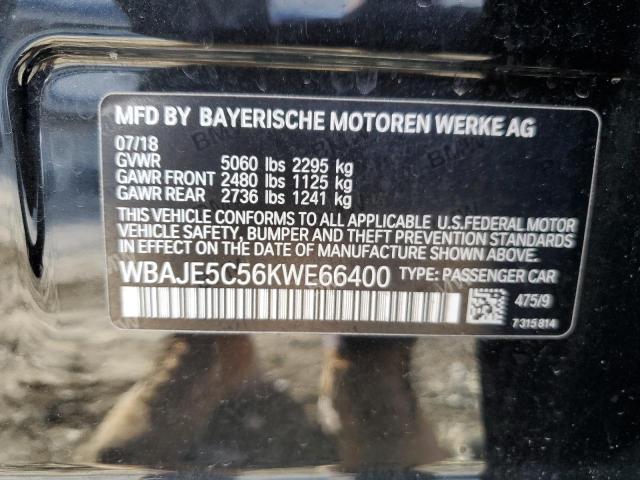 MFD BY BAYERISCHE MOTOREN WERKE AG
07/18
GVWR 5060 lbs 2295 kg
GAWR FRONT 2480 lbs 1125 kg
GAWR REAR 2736 lbs 1241 kg
THIS VEHICLE CONFORMS TO ALL APPLICABLE U.S.FEDERAL MOTOR
VEHICLE SAFETY, BUMPER AND THEFT PREVENTION STANDARDS
IN EFFECT ON THE DATE OF MANUFACTURE SHOWN ABOVE.
WBAJE5C56KWE66400 TYPE: PASSENGER CAR
475/9
7315814